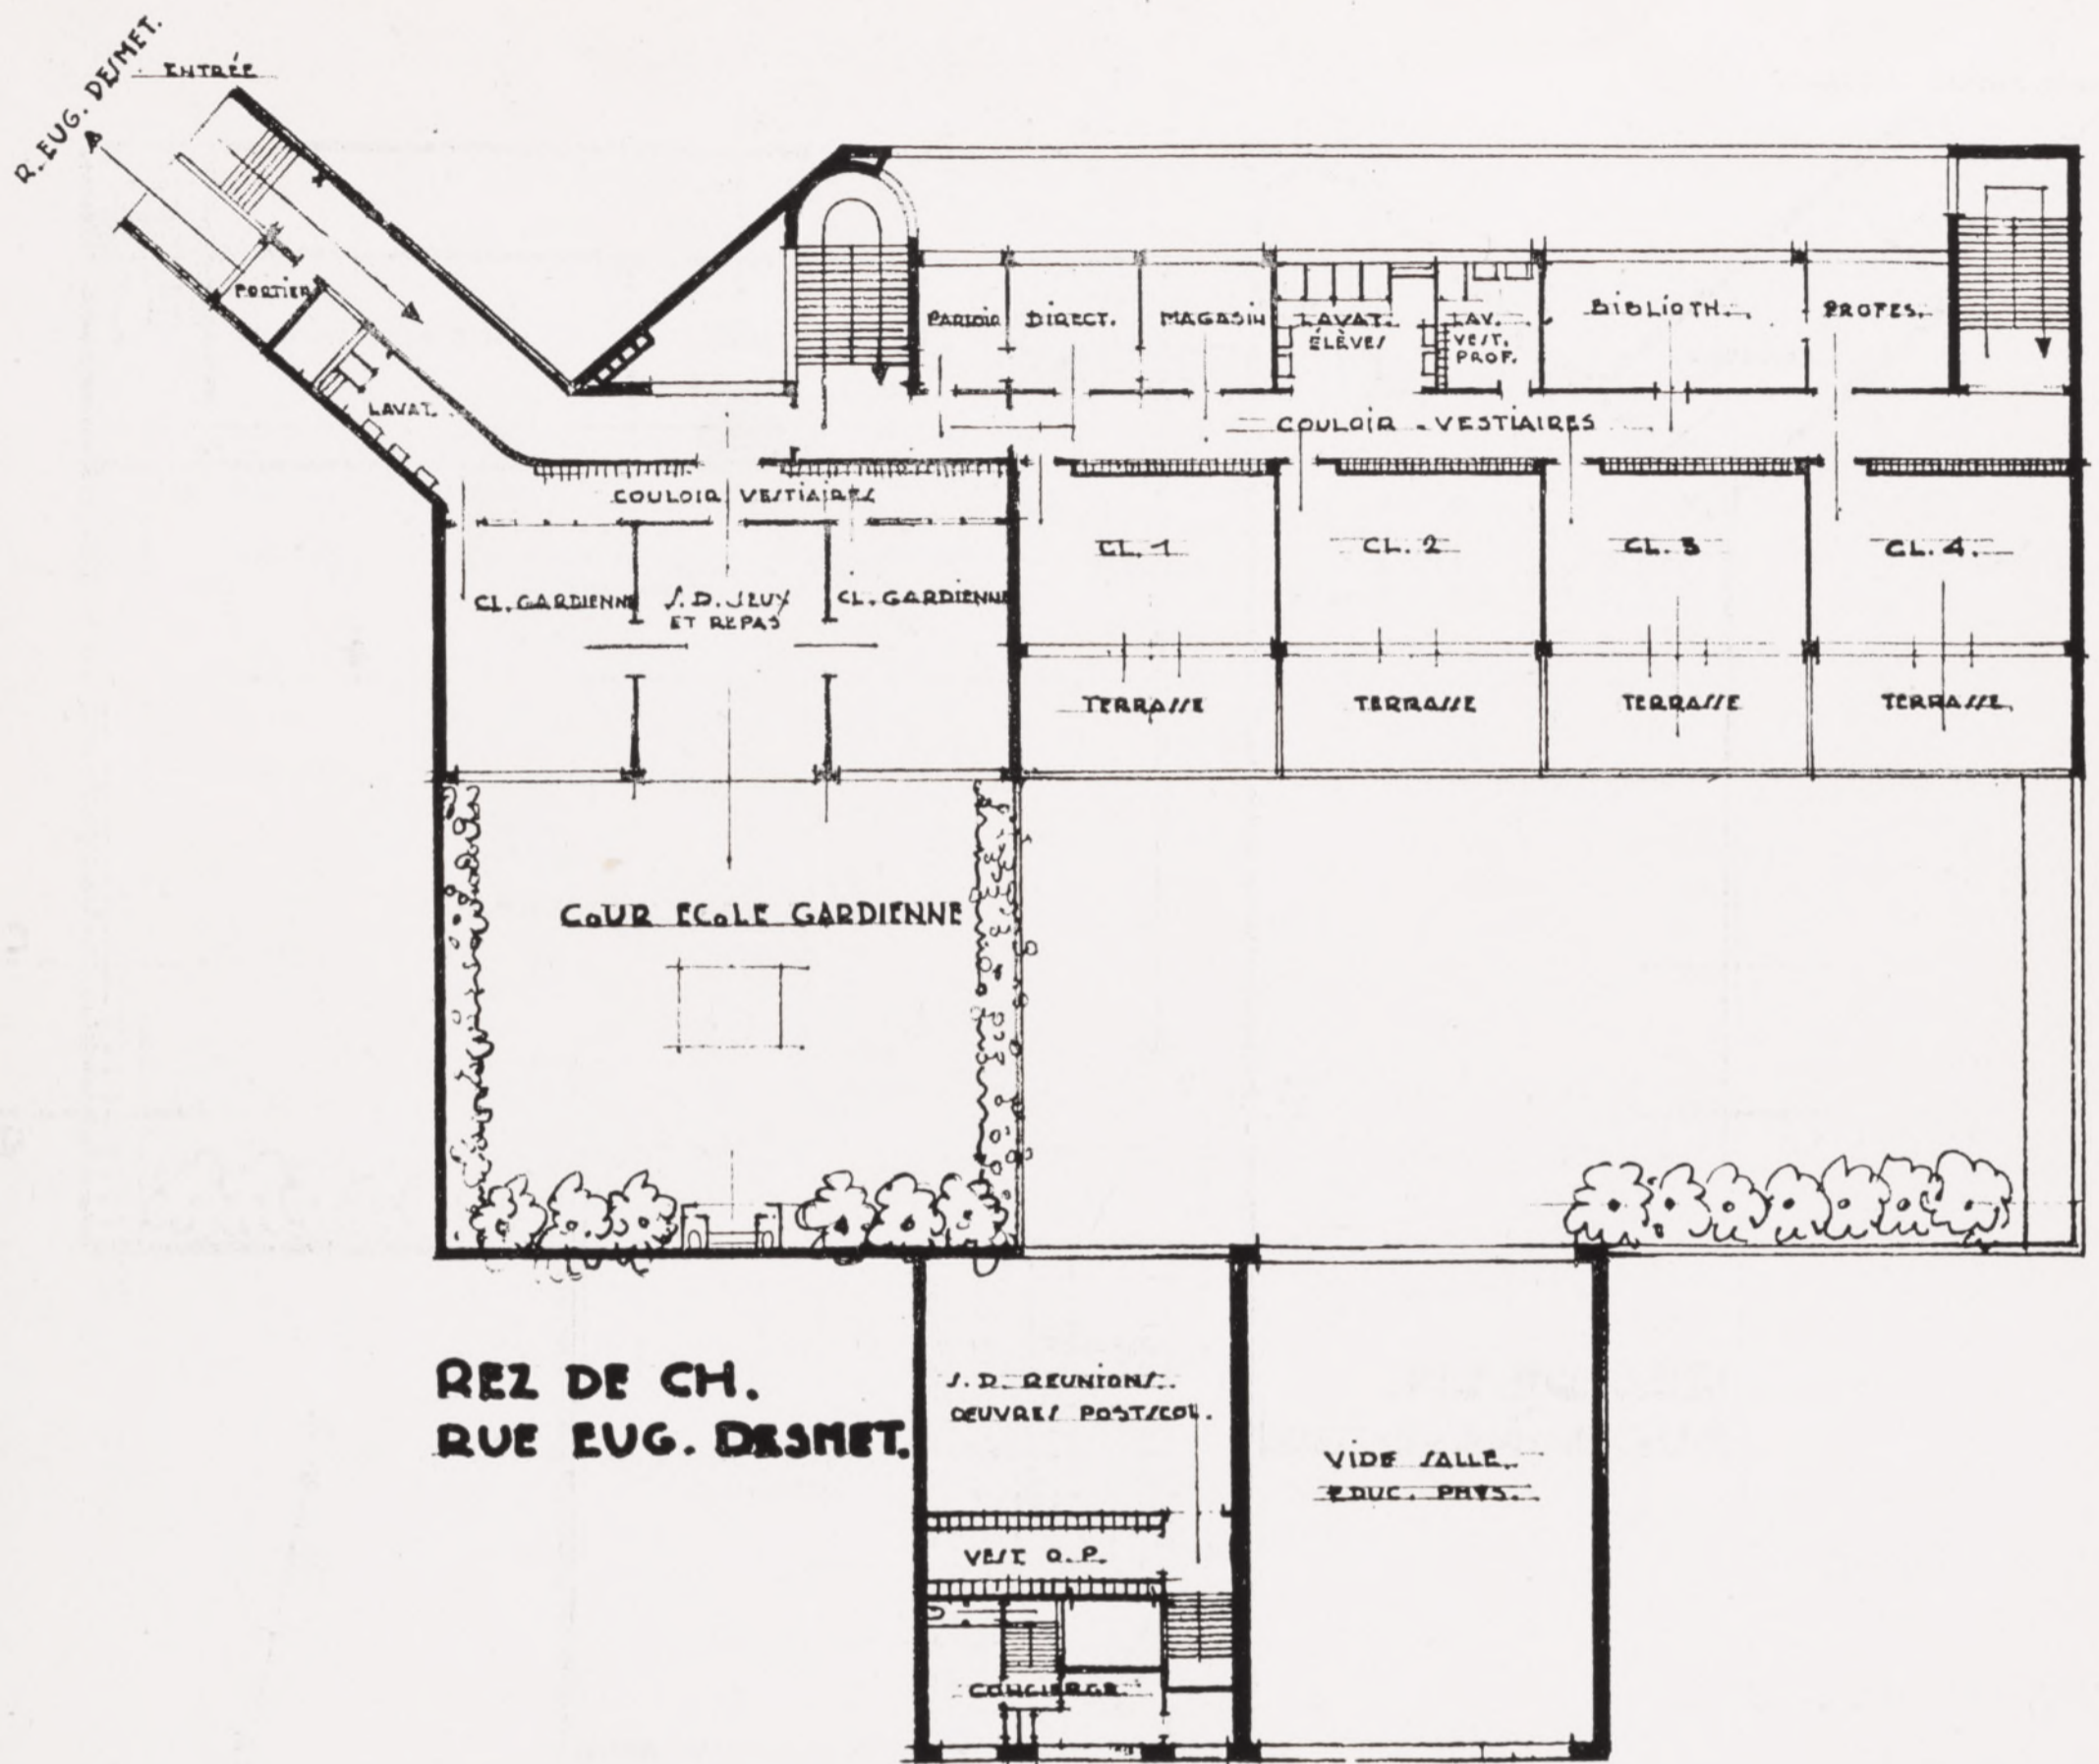 R. EUG. DESMET.
ENTRÉE
PORTIER
LAVAT.
PARLOIR
DIRECT.
MAGASIN
LAVAT.
ÉLÈVES
LAV.
VEST.
PROF.
BIBLIOTH.
PROFES.
COULOIR - VESTIAIRES
COULOIR VESTIAIRES
CL. GARDIENNE
S. D. JEUX
ET REPAS
CL. GARDIENNE
CL. 1
CL. 2
CL. 3
CL. 4.
TERRASSE
TERRASSE
TERRASSE
TERRASSE
COUR ECOLE GARDIENNE
REZ DE CH.
RUE EUG. DESMET.
S. D. REUNIONS.
OEUVRES POSTSCOL.
VIDE SALLE
EDUC. PHYS.
VEST. O. P.
CONCIERGE